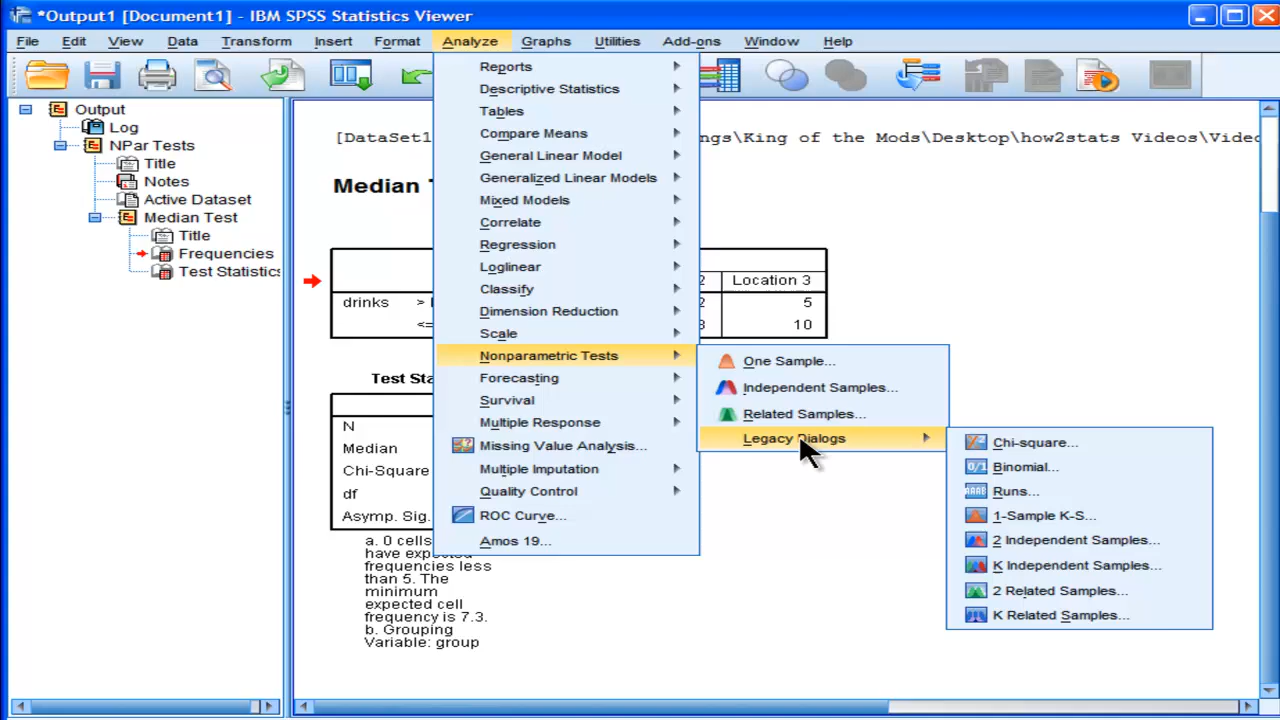 *Output1 [Document1] - IBM SPSS Statistics Viewer
File Edit View Data Transform Insert Format Analyze Graphs Utilities Add-ons Window Help
Output
Log
NPar Tests
Title
Notes
Active Dataset
Median Test
Title
Frequencies
Test Statistics
[DataSet1
ngs\King of the Mods\Desktop\how2stats Videos\Video
Median T
2 Location 3
drinks > 2 5
<= 3 10
Test Sta
N
Median
Chi-Square
df
Asymp. Sig.
a. 0 cells
have expected
frequencies less
than 5. The
minimum
expected cell
frequency is 7.3.
b. Grouping
Variable: group
Reports
Descriptive Statistics
Tables
Compare Means
General Linear Model
Generalized Linear Models
Mixed Models
Correlate
Regression
Loglinear
Classify
Dimension Reduction
Scale
Nonparametric Tests
Forecasting
Survival
Multiple Response
Missing Value Analysis...
Multiple Imputation
Quality Control
ROC Curve...
Amos 19...
One Sample...
Independent Samples...
Related Samples...
Legacy Dialogs
Chi-square...
Binomial...
Runs...
1-Sample K-S...
2 Independent Samples...
K Independent Samples...
2 Related Samples...
K Related Samples...